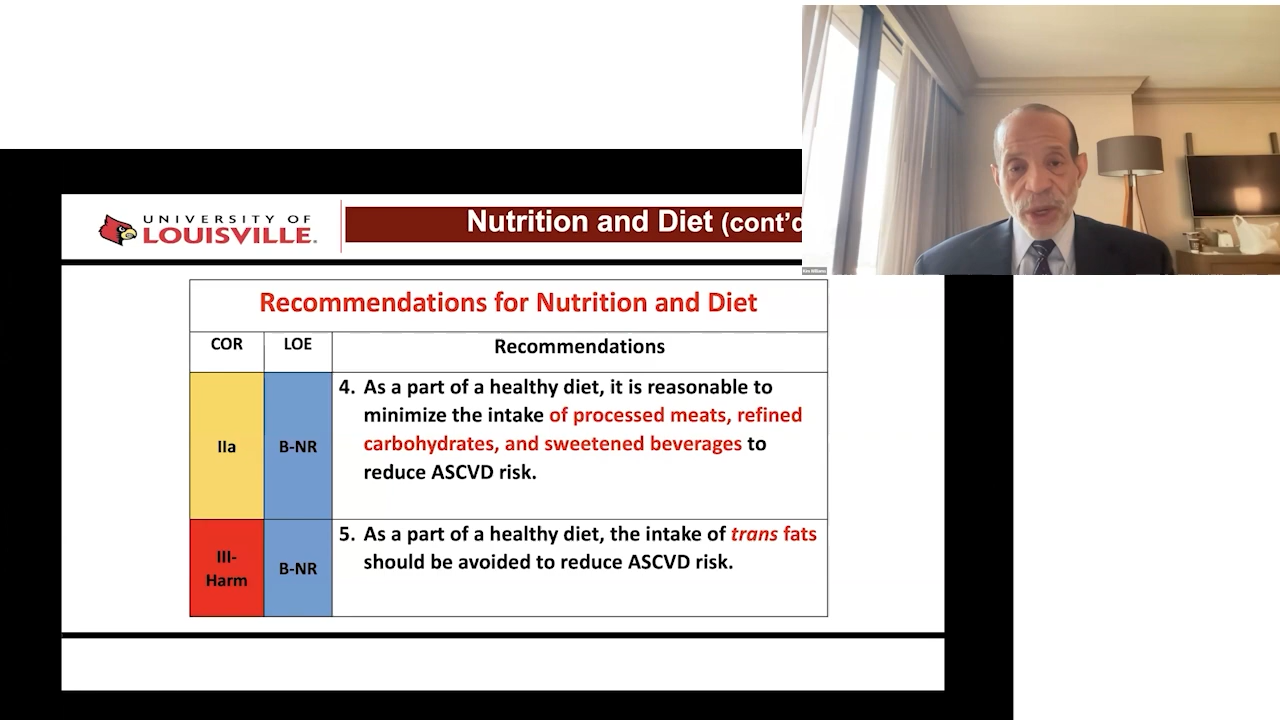 UNIVERSITY OF
LOUISVILLE.
Nutrition and Diet (cont'd
Recommendations for Nutrition and Diet
COR
LOE
Recommendations
IIa
B-NR
4. As a part of a healthy diet, it is reasonable to
minimize the intake of processed meats, refined
carbohydrates, and sweetened beverages to
reduce ASCVD risk.
III-
Harm
B-NR
5. As a part of a healthy diet, the intake of trans fats
should be avoided to reduce ASCVD risk.